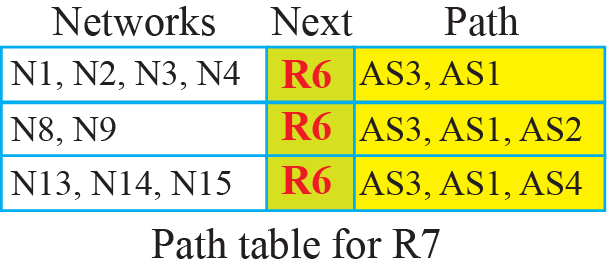 Networks Next Path
N1, N2, N3, N4 R6 AS3, AS1
N8, N9 R6 AS3, AS1, AS2
N13, N14, N15 R6 AS3, AS1, AS4
Path table for R7